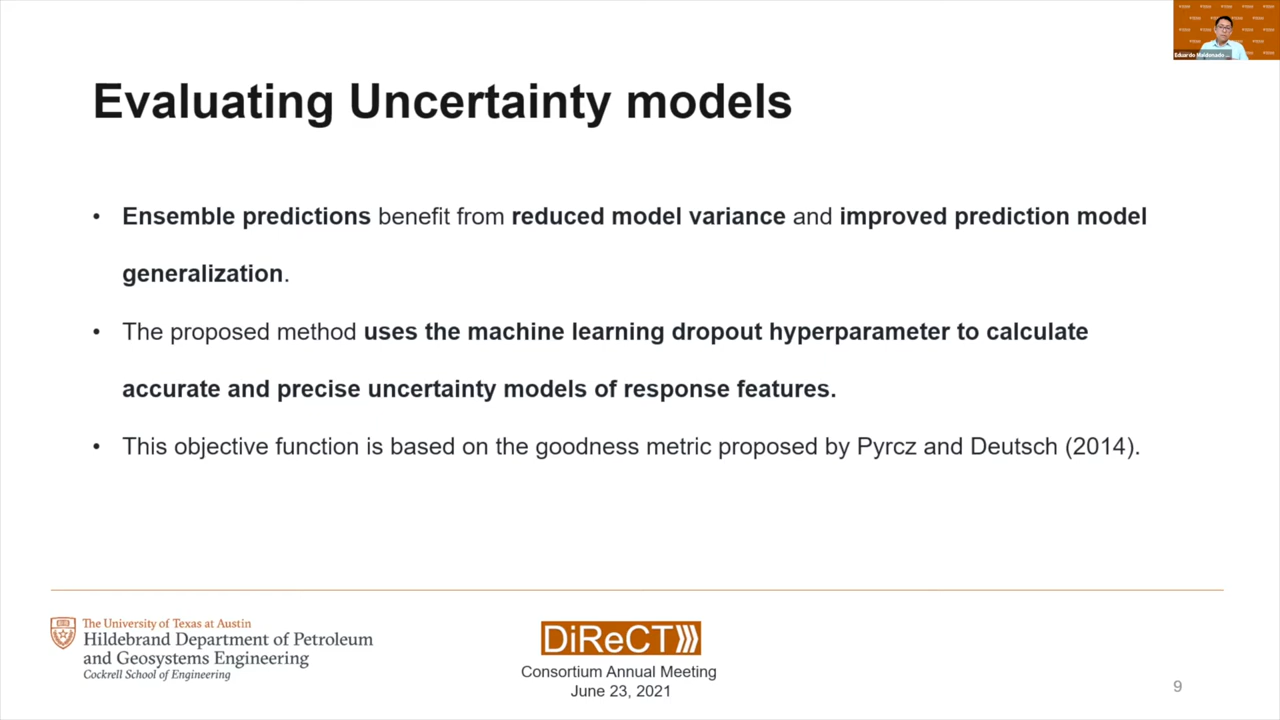 Eduardo Maldonado ...
Evaluating Uncertainty models
• Ensemble predictions benefit from reduced model variance and improved prediction model
generalization.
• The proposed method uses the machine learning dropout hyperparameter to calculate
accurate and precise uncertainty models of response features.
• This objective function is based on the goodness metric proposed by Pyrcz and Deutsch (2014).
The University of Texas at Austin
Hildebrand Department of Petroleum
and Geosystems Engineering
Cockrell School of Engineering
DiReCT
Consortium Annual Meeting
June 23, 2021
9